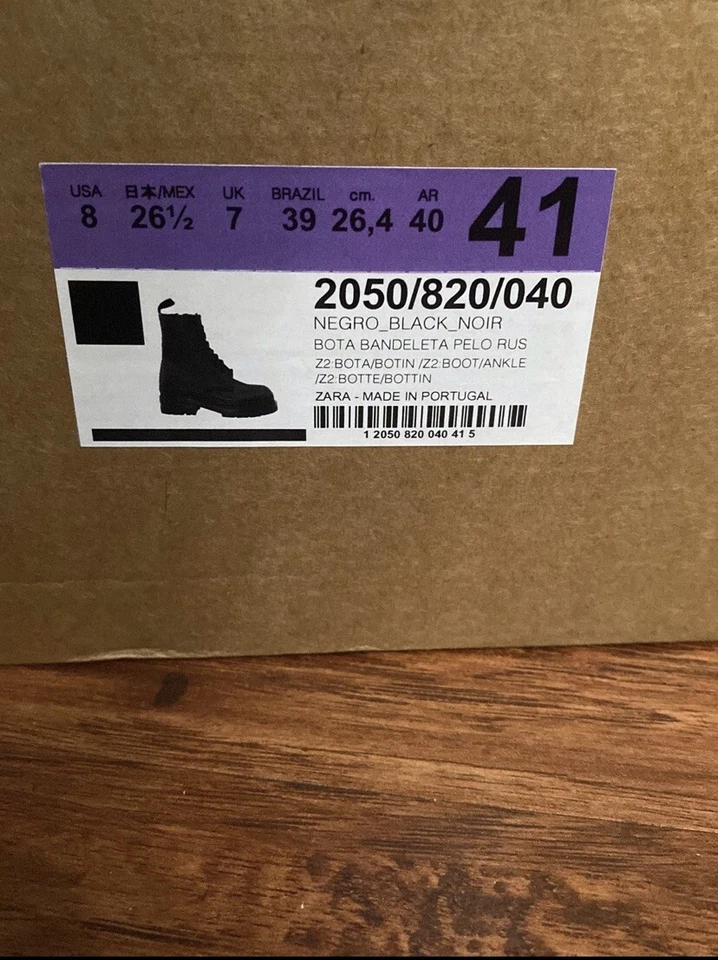 USA 日本/MEX UK BRAZIL cm. AR
8 26½ 7 39 26,4 40 41
2050/820/040
NEGRO_BLACK_NOIR
BOTA BANDELETA PELO RUS
Z2:BOTA/BOTIN /Z2:BOOT/ANKLE
/Z2:BOTTE/BOTTIN
ZARA - MADE IN PORTUGAL
1 2050 820 040 41 5